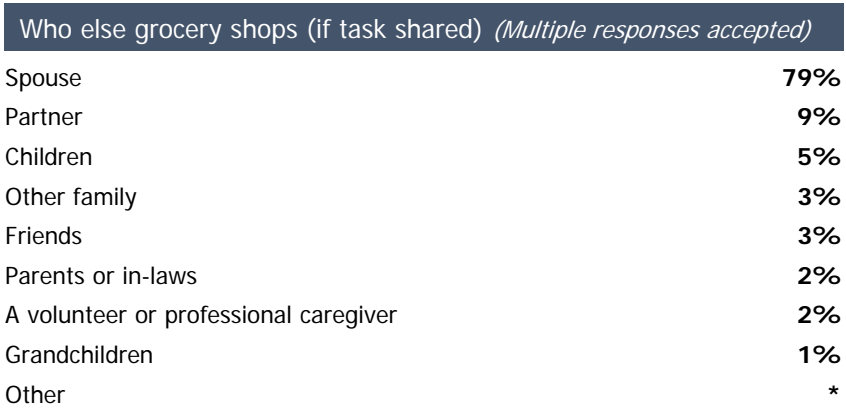 Who else grocery shops (if task shared) (Multiple responses accepted)
Spouse 79%
Partner 9%
Children 5%
Other family 3%
Friends 3%
Parents or in-laws 2%
A volunteer or professional caregiver 2%
Grandchildren 1%
Other *